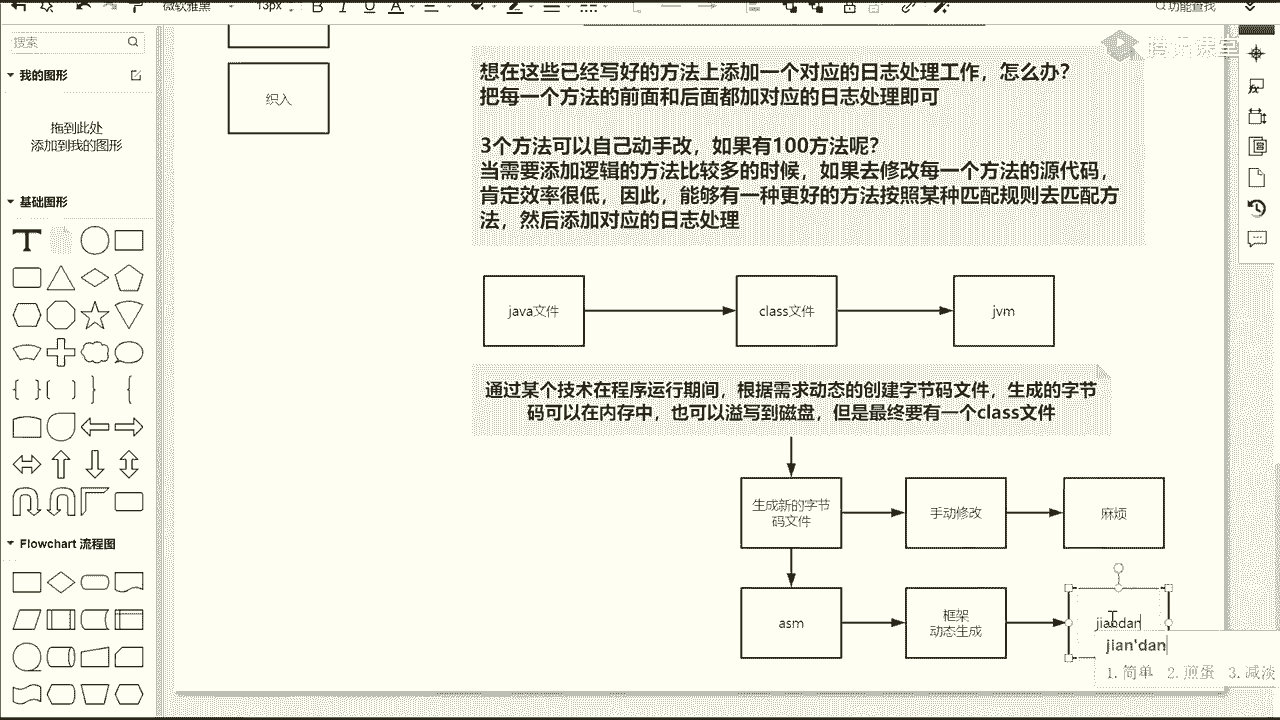 微软雅黑
13px
B
I
U
A
功能查找
腾讯课堂
搜索
我的图形
拖到此处
添加到我的图形
基础图形
T
Flowchart 流程图
织入
想在这些已经写好的方法上添加一个对应的日志处理工作，怎么办？
把每一个方法的前面和后面都加对应的日志处理即可
3个方法可以自己动手改，如果有100方法呢？
当需要添加逻辑的方法比较多的时候，如果去修改每一个方法的源代码，
肯定效率很低，因此，能够有一种更好的方法按照某种匹配规则去匹配方
法，然后添加对应的日志处理
java文件
class文件
jvm
通过某个技术在程序运行期间，根据需求动态的创建字节码文件，生成的字节
码可以在内存中，也可以溢写到磁盘，但是最终要有一个class文件
生成新的字节
码文件
手动修改
麻烦
asm
框架
动态生成
jiandan
jian'dan
1. 简单 2. 煎蛋 3. 减淡